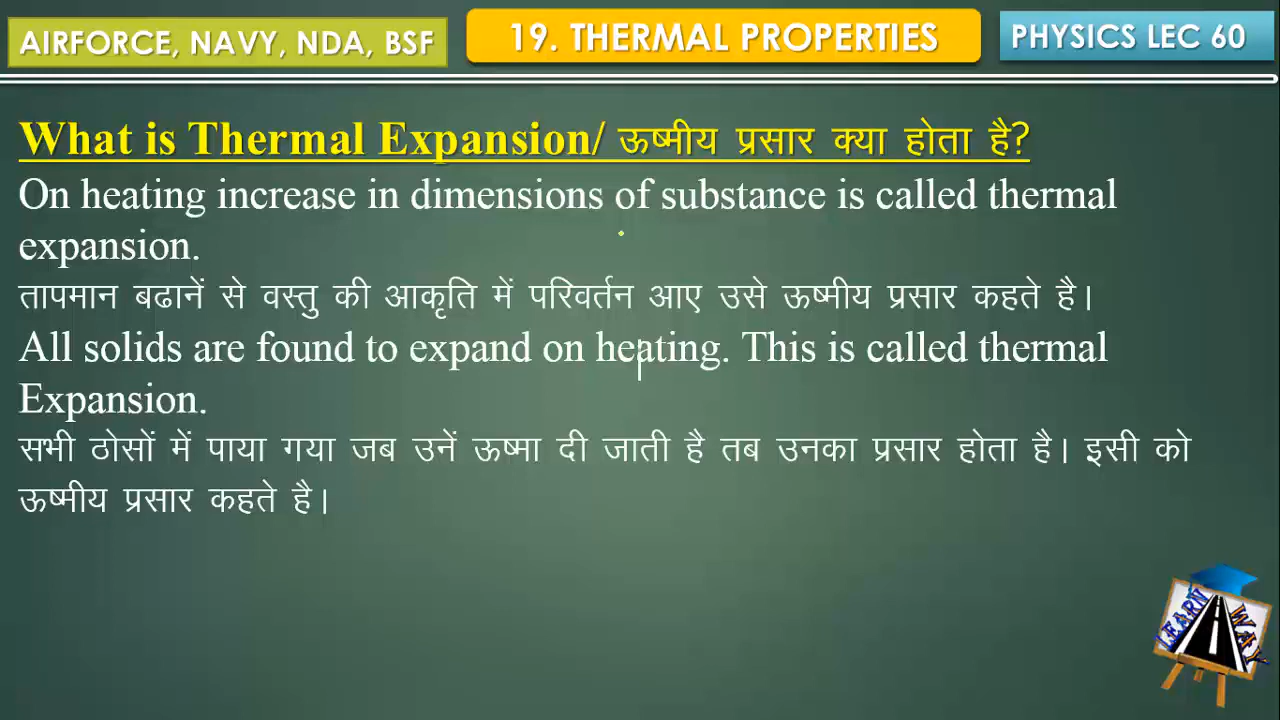 AIRFORCE, NAVY, NDA, BSF
19. THERMAL PROPERTIES
PHYSICS LEC 60
What is Thermal Expansion/ ऊष्मीय प्रसार क्या होता है?
On heating increase in dimensions of substance is called thermal
expansion.
तापमान बढानें से वस्तु की आकृति में परिवर्तन आए उसे ऊष्मीय प्रसार कहते है।
All solids are found to expand on heating. This is called thermal
Expansion.
सभी ठोसों में पाया गया जब उनें ऊष्मा दी जाती है तब उनका प्रसार होता है। इसी को
ऊष्मीय प्रसार कहते है।
LEARN WAY